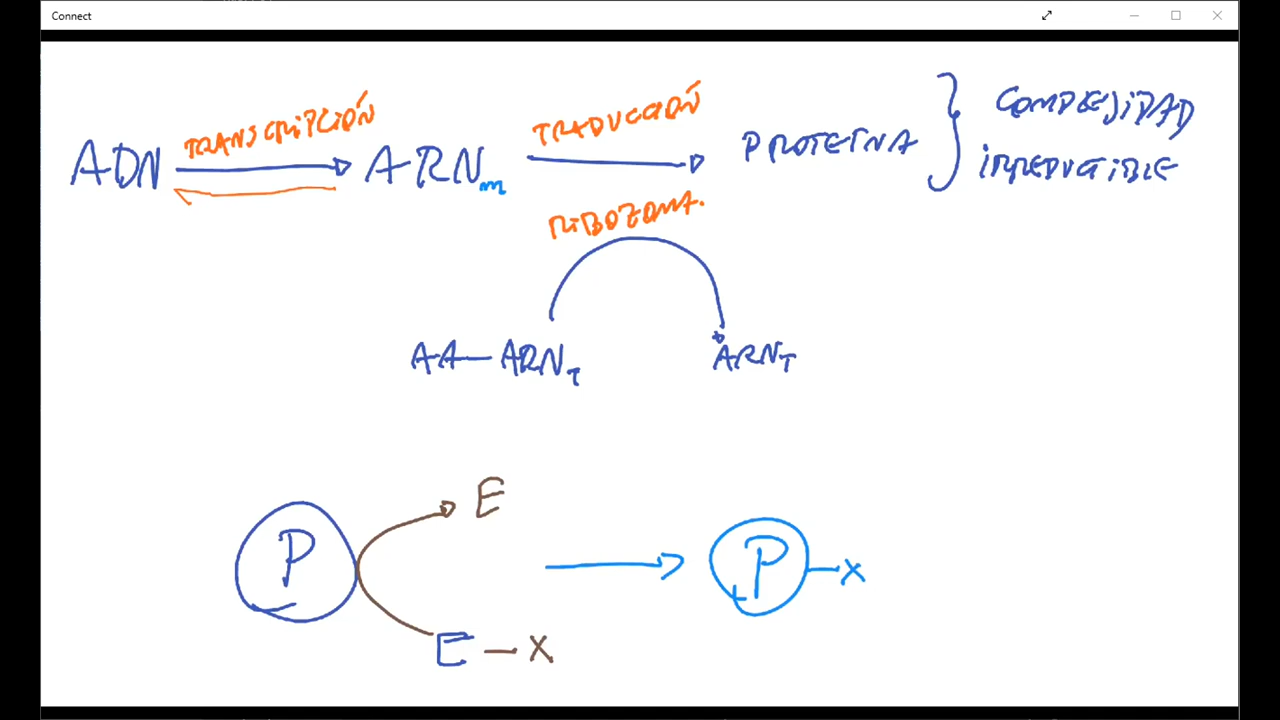 Connect
ADN TRANSCRIPCIÓN ARNm TRADUCCIÓN PROTEINA } COMPLEJIDAD
IRREDUCTIBLE
RIBOZOMA.
AA—ARNT ARNT
E
P P-X
E-X